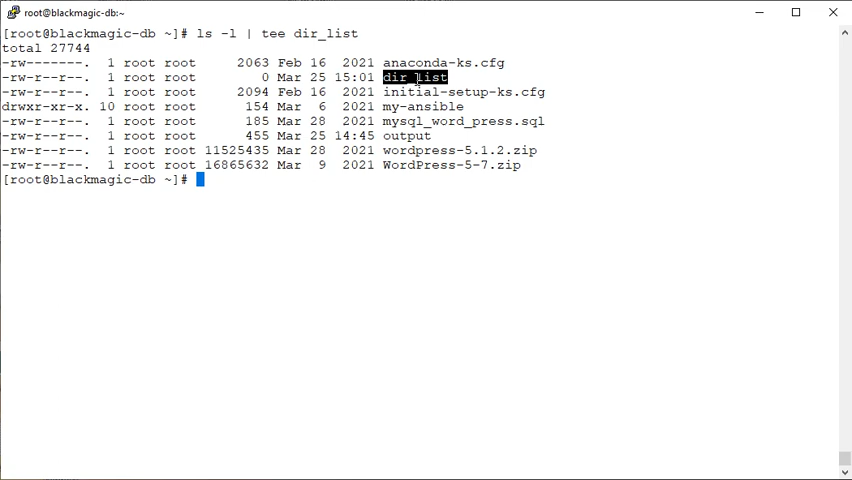 root@blackmagic-db:~
[root@blackmagic-db ~]# ls -l | tee dir_list
total 27744
-rw-------. 1 root root 2063 Feb 16 2021 anaconda-ks.cfg
-rw-r--r--. 1 root root 0 Mar 25 15:01 dir_list
-rw-r--r--. 1 root root 2094 Feb 16 2021 initial-setup-ks.cfg
drwxr-xr-x. 10 root root 154 Mar 6 2021 my-ansible
-rw-r--r--. 1 root root 185 Mar 28 2021 mysql_word_press.sql
-rw-r--r--. 1 root root 455 Mar 25 14:45 output
-rw-r--r--. 1 root root 11525435 Mar 28 2021 wordpress-5.1.2.zip
-rw-r--r--. 1 root root 16865632 Mar 9 2021 WordPress-5-7.zip
[root@blackmagic-db ~]#